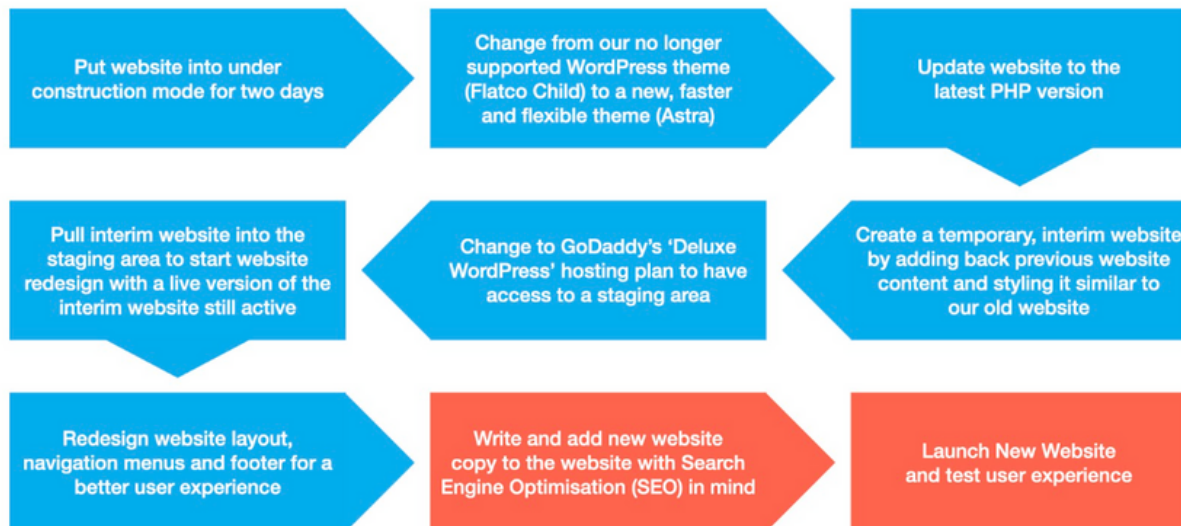 Put website into under
construction mode for two days
Change from our no longer
supported WordPress theme
(Flatco Child) to a new, faster
and flexible theme (Astra)
Update website to the
latest PHP version
Create a temporary, interim website
by adding back previous website
content and styling it similar to
our old website
Change to GoDaddy's ‘Deluxe
WordPress’ hosting plan to have
access to a staging area
Pull interim website into the
staging area to start website
redesign with a live version of the
interim website still active
Redesign website layout,
navigation menus and footer for a
better user experience
Write and add new website
copy to the website with Search
Engine Optimisation (SEO) in mind
Launch New Website
and test user experience